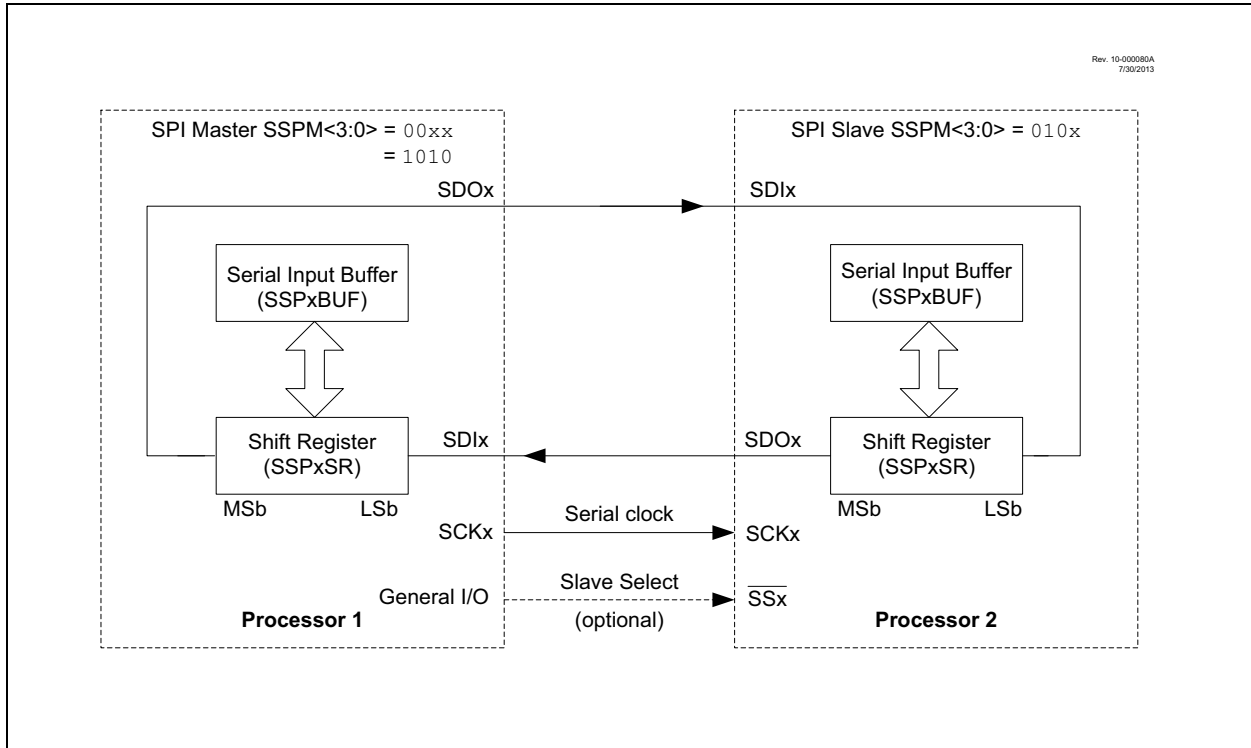 Rev. 10-000080A
7/30/2013
SPI Master SSPM<3:0> = 00xx
= 1010
SPI Slave SSPM<3:0> = 010x
SDOx
SDIx
Serial Input Buffer
(SSPxBUF)
Serial Input Buffer
(SSPxBUF)
Shift Register
(SSPxSR)
MSb
LSb
SDIx
SDOx
Shift Register
(SSPxSR)
MSb
LSb
SCKx
Serial clock
SCKx
General I/O
Slave Select
(optional)
S̅S̅x̅
Processor 1
Processor 2